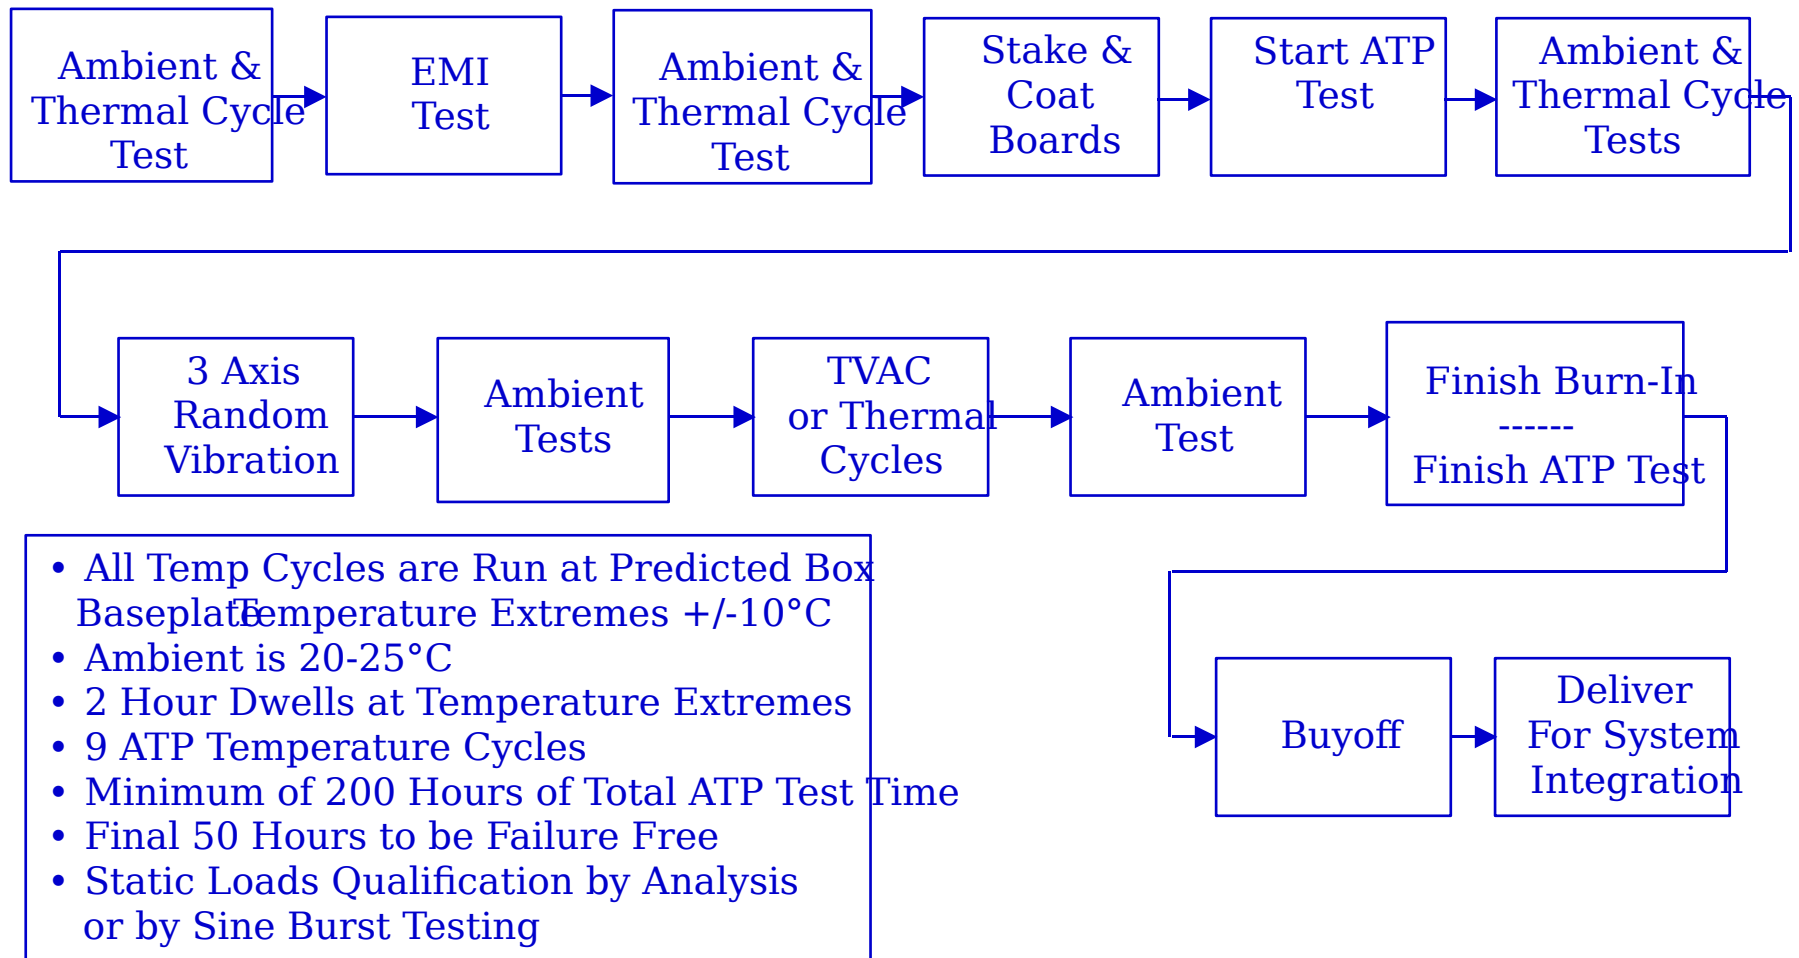 Ambient &
Thermal Cycle
Test
EMI
Test
Ambient &
Thermal Cycle
Test
Stake &
Coat
Boards
Start ATP
Test
Ambient &
Thermal Cycle
Tests
3 Axis
Random
Vibration
Ambient
Tests
TVAC
or Thermal
Cycles
Ambient
Test
Finish Burn-In
------
Finish ATP Test
• All Temp Cycles are Run at Predicted Box
Baseplate Temperature Extremes +/-10°C
• Ambient is 20-25°C
• 2 Hour Dwells at Temperature Extremes
• 9 ATP Temperature Cycles
• Minimum of 200 Hours of Total ATP Test Time
• Final 50 Hours to be Failure Free
• Static Loads Qualification by Analysis
or by Sine Burst Testing
Buyoff
Deliver
For System
Integration